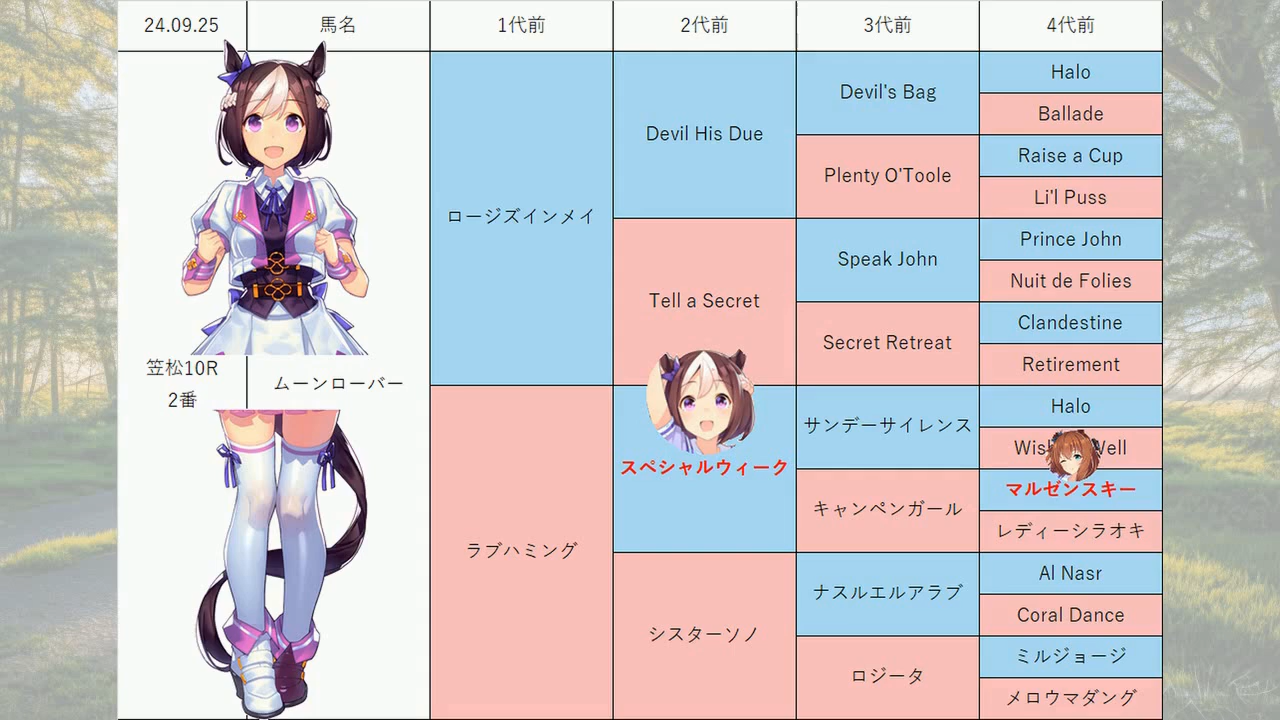 24.09.25
馬名
1代前
2代前
3代前
4代前
笠松10R
2番
ムーンローバー
ロージズインメイ
ラブハミング
Devil His Due
Tell a Secret
スペシャルウィーク
シスターソノ
Devil's Bag
Plenty O'Toole
Speak John
Secret Retreat
サンデーサイレンス
キャンペンガール
ナスルエルアラブ
ロジータ
Halo
Ballade
Raise a Cup
Li'l Puss
Prince John
Nuit de Folies
Clandestine
Retirement
Halo
マルゼンスキー
レディーシラオキ
Al Nasr
Coral Dance
ミルジョージ
メロウマダング